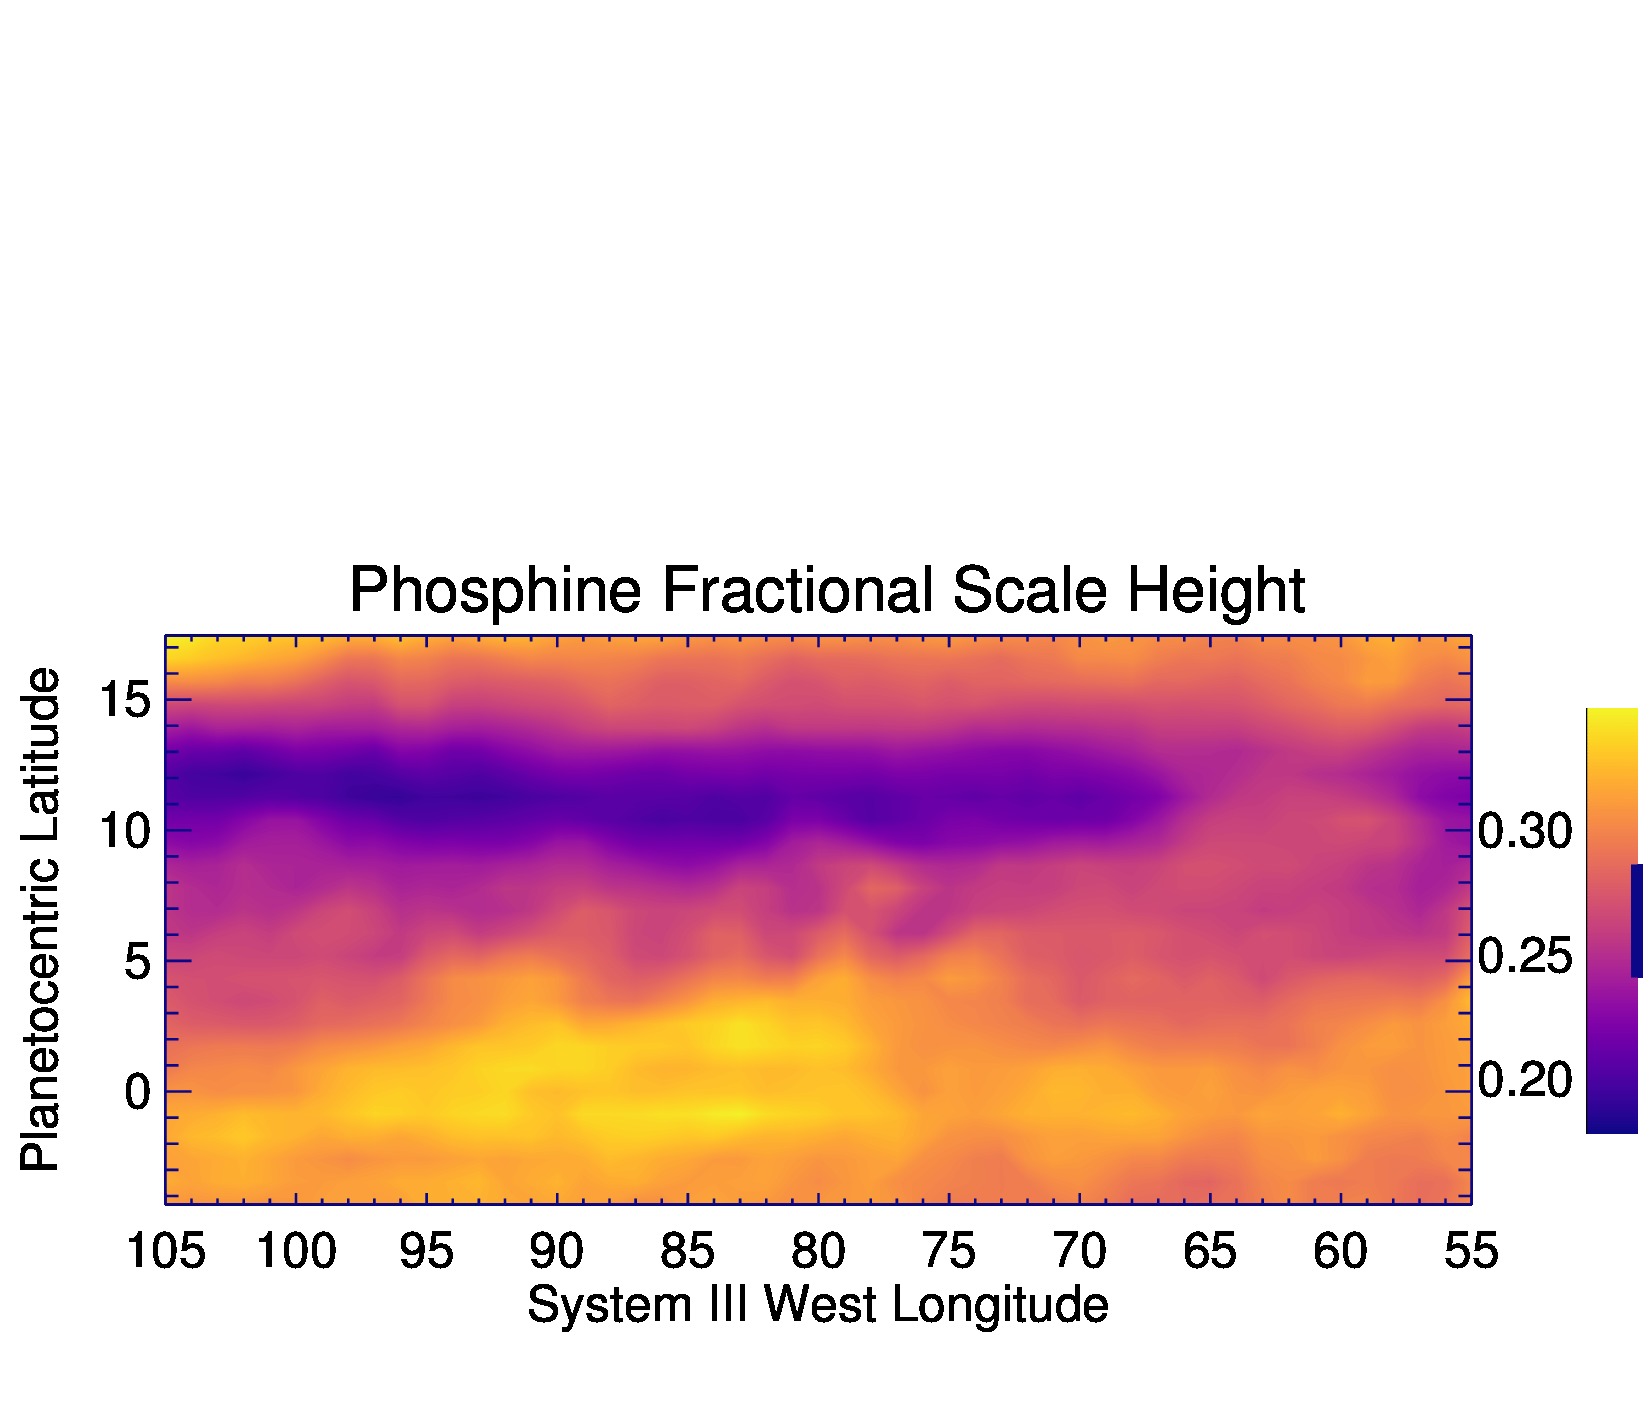 Phosphine Fractional Scale Height
Planetocentric Latitude
15
10
5
0
0.30
0.25
0.20
105 100 95 90 85 80 75 70 65 60 55
System III West Longitude